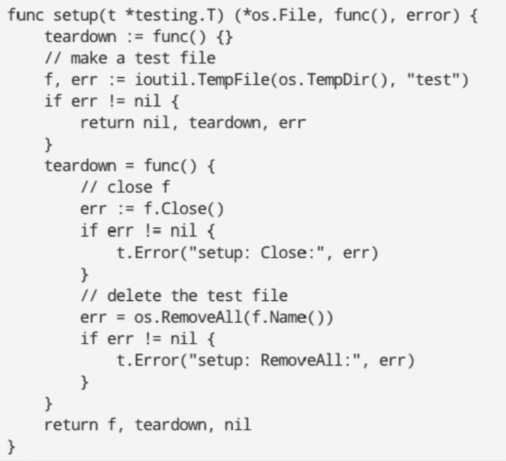 func setup(t *testing.T) (*os.File, func(), error) {
    teardown := func() {}
    // make a test file
    f, err := ioutil.TempFile(os.TempDir(), "test")
    if err != nil {
        return nil, teardown, err
    }
    teardown = func() {
        // close f
        err := f.Close()
        if err != nil {
            t.Error("setup: Close:", err)
        }
        // delete the test file
        err = os.RemoveAll(f.Name())
        if err != nil {
            t.Error("setup: RemoveAll:", err)
        }
    }
    return f, teardown, nil
}